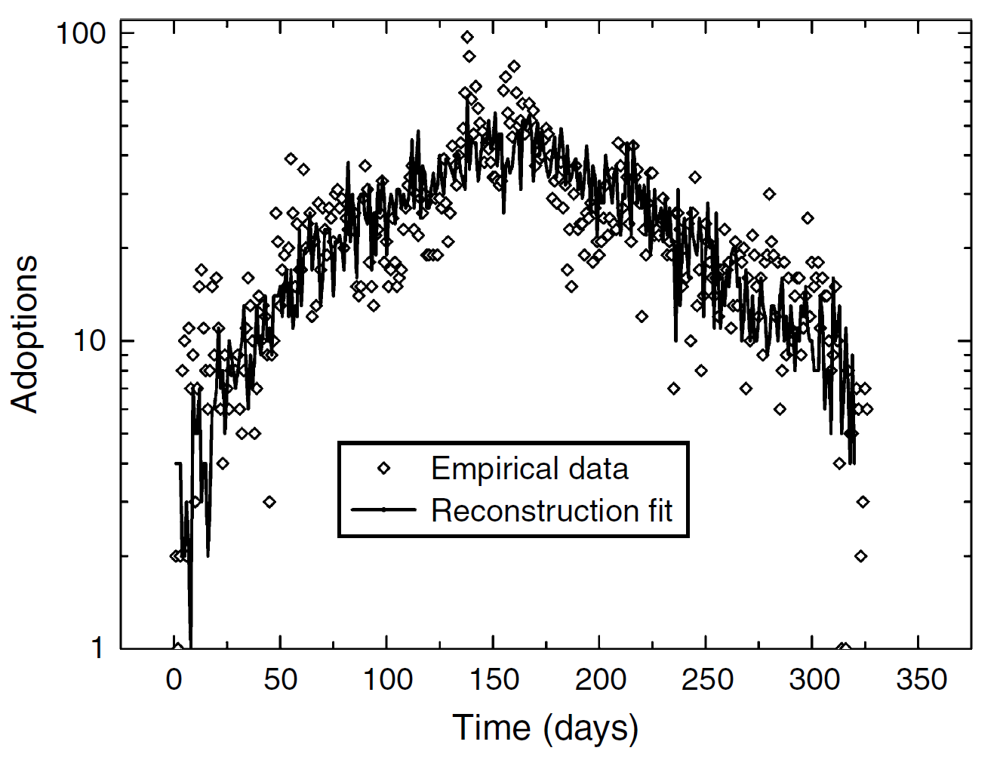 100
10
1
Adoptions
Empirical data
Reconstruction fit
0 50 100 150 200 250 300 350
Time (days)